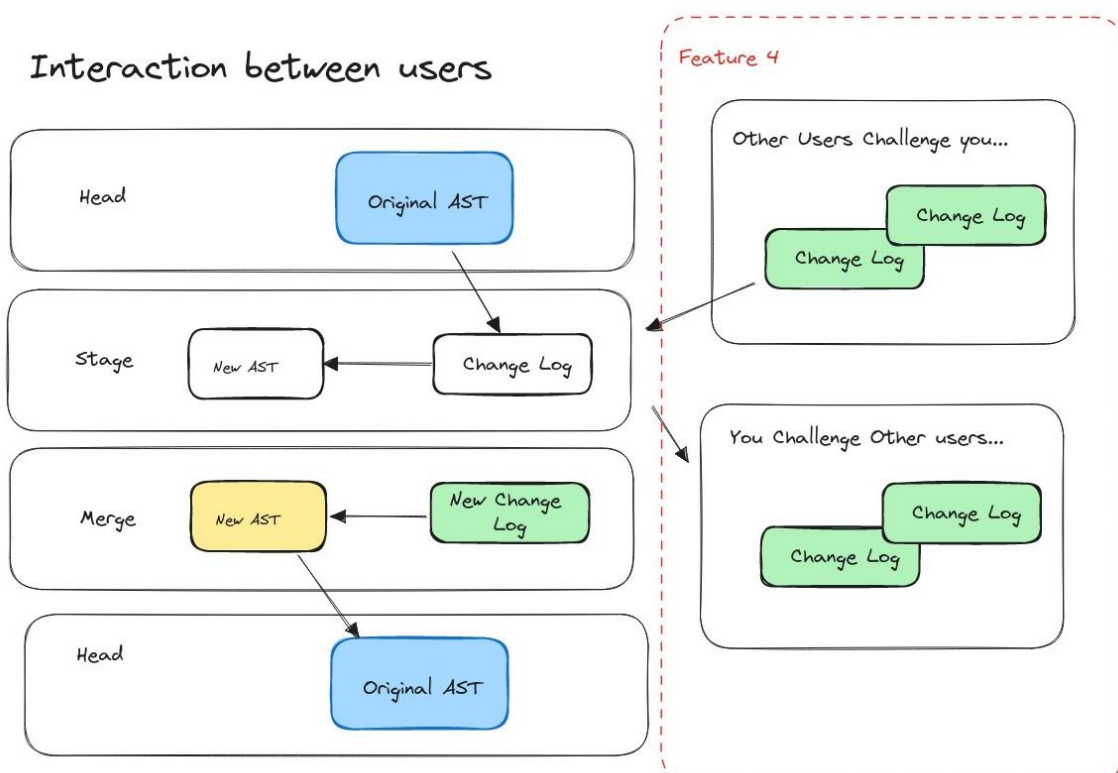 Interaction between users
Head
Original AST
Stage
New AST
Change Log
Merge
New AST
New Change
Log
Head
Original AST
Feature 4
Other Users Challenge you...
Change Log
Change Log
You Challenge Other users...
Change Log
Change Log